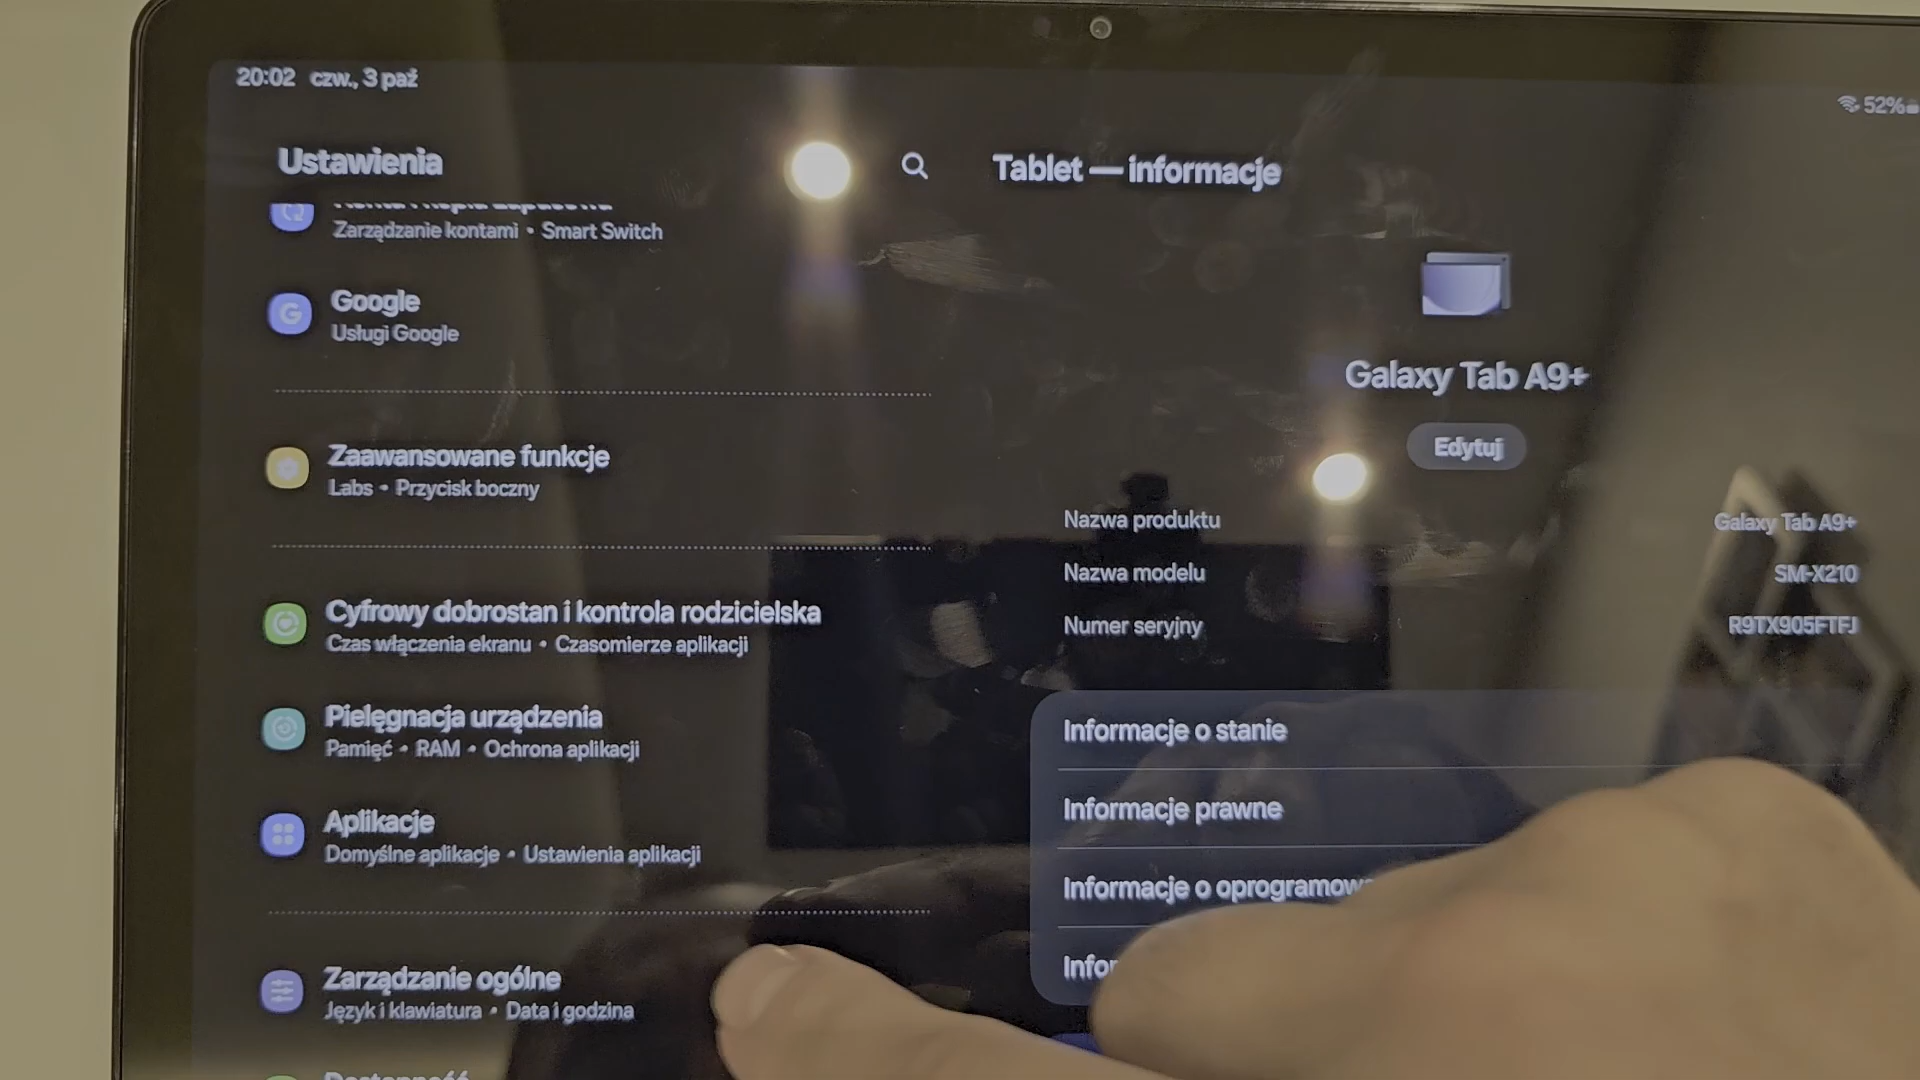 20:02 czw., 3 paź
52%
Ustawienia
Zarządzanie kontami • Smart Switch
Google
Usługi Google
Zaawansowane funkcje
Labs • Przycisk boczny
Cyfrowy dobrostan i kontrola rodzicielska
Czas włączenia ekranu • Czasomierze aplikacji
Pielęgnacja urządzenia
Pamięć • RAM • Ochrona aplikacji
Aplikacje
Domyślne aplikacje • Ustawienia aplikacji
Zarządzanie ogólne
Język i klawiatura • Data i godzina
Tablet — informacje
Galaxy Tab A9+
Edytuj
Nazwa produktu Galaxy Tab A9+
Nazwa modelu SM-X210
Numer seryjny R9TX905FTFJ
Informacje o stanie
Informacje prawne
Informacje o